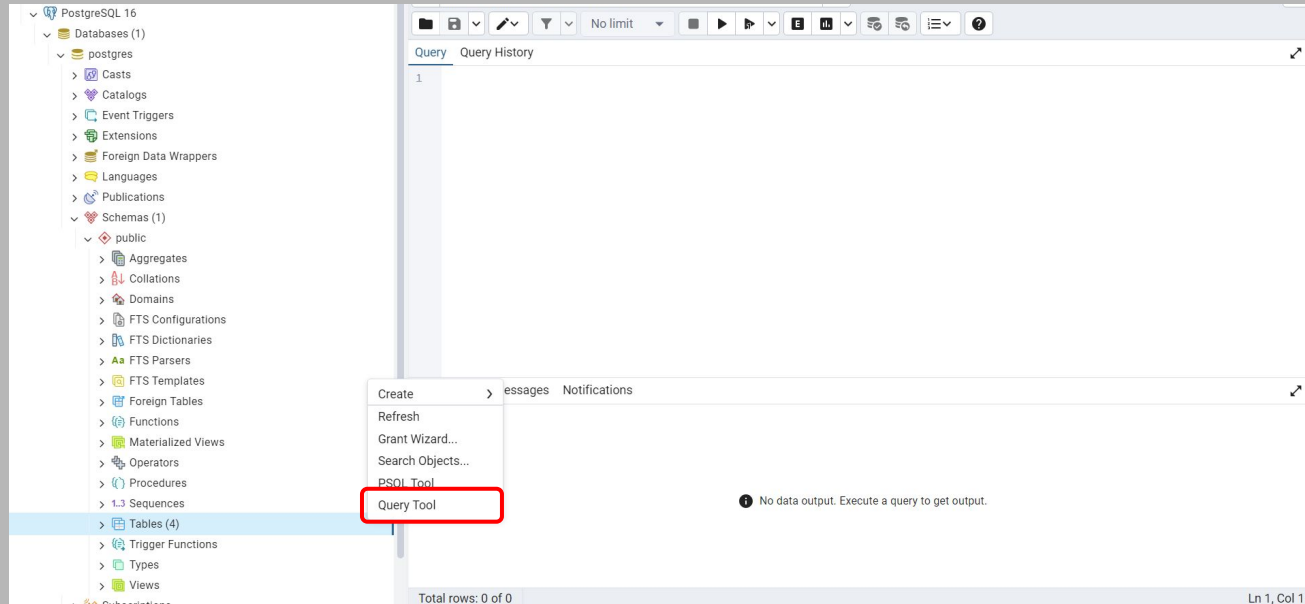 PostgreSQL 16
Databases (1)
postgres
Casts
Catalogs
Event Triggers
Extensions
Foreign Data Wrappers
Languages
Publications
Schemas (1)
public
Aggregates
Collations
Domains
FTS Configurations
FTS Dictionaries
Aa FTS Parsers
FTS Templates
Foreign Tables
Functions
Materialized Views
Operators
Procedures
1..3 Sequences
Tables (4)
Trigger Functions
Types
Views
Subscriptions
Create
Refresh
Grant Wizard...
Search Objects...
PSQL Tool
Query Tool
No limit
E
Query Query History
1
essages Notifications
No data output. Execute a query to get output.
Total rows: 0 of 0
Ln 1, Col 1